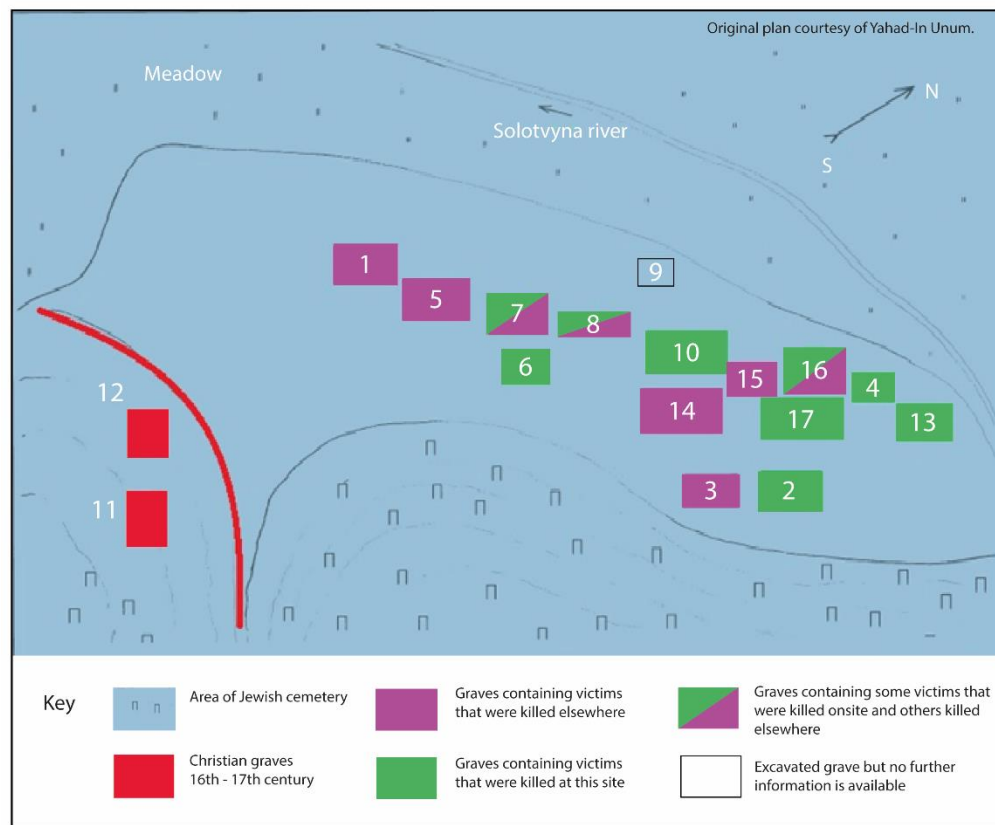 Original plan courtesy of Yahad-In Unum.
Meadow
N
Solotvyna river
S
1
9
5
7
8
10
6
16
15
4
12
14
17
13
3
2
11
Key
Area of Jewish cemetery
Graves containing victims
that were killed elsewhere
Graves containing some victims that
were killed onsite and others killed
elsewhere
Christian graves
16th - 17th century
Graves containing victims
that were killed at this site
Excavated grave but no further
information is available